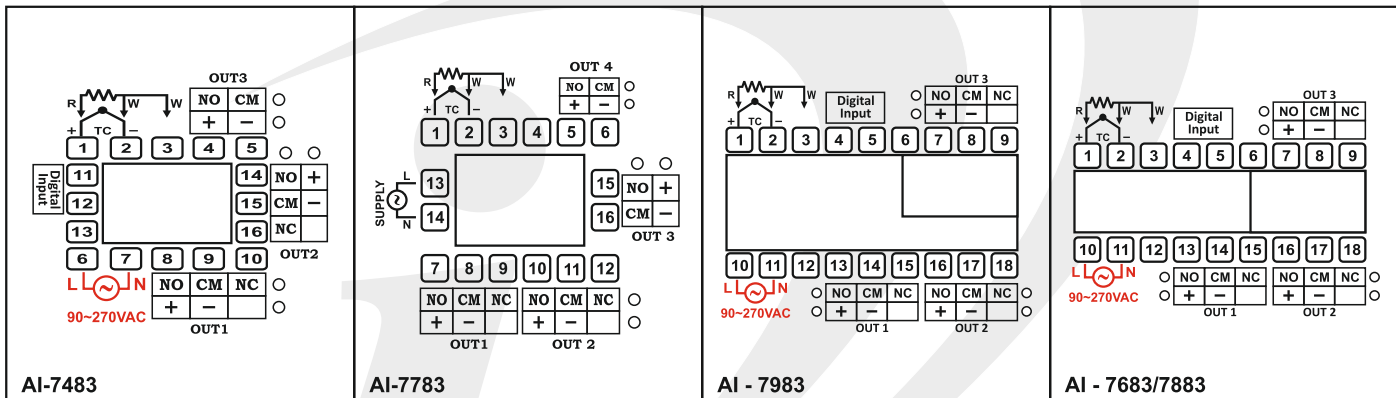 OUT3
R W W NO CM
+ TC − + −
1 2 3 4 5
Digital Input
11 14 NO +
12 15 CM −
13 16 NC
OUT2
6 7 8 9 10
L N NO CM NC
90~270VAC + −
OUT1
AI-7483
OUT 4
R W W NO CM
+ TC − + −
1 2 3 4 5 6
SUPPLY
L 13 15 NO +
N 14 16 CM −
OUT 3
7 8 9 10 11 12
NO CM NC NO CM NC
+ − + −
OUT1 OUT 2
AI-7783
OUT 3
R W W Digital NO CM NC
+ TC − Input + −
1 2 3 4 5 6 7 8 9
10 11 12 13 14 15 16 17 18
L N NO CM NC NO CM NC
90~270VAC + − + −
OUT 1 OUT 2
AI - 7983
OUT 3
R W W Digital NO CM NC
+ TC − Input + −
1 2 3 4 5 6 7 8 9
10 11 12 13 14 15 16 17 18
L N NO CM NC NO CM NC
90~270VAC + − + −
OUT 1 OUT 2
AI - 7683/7883